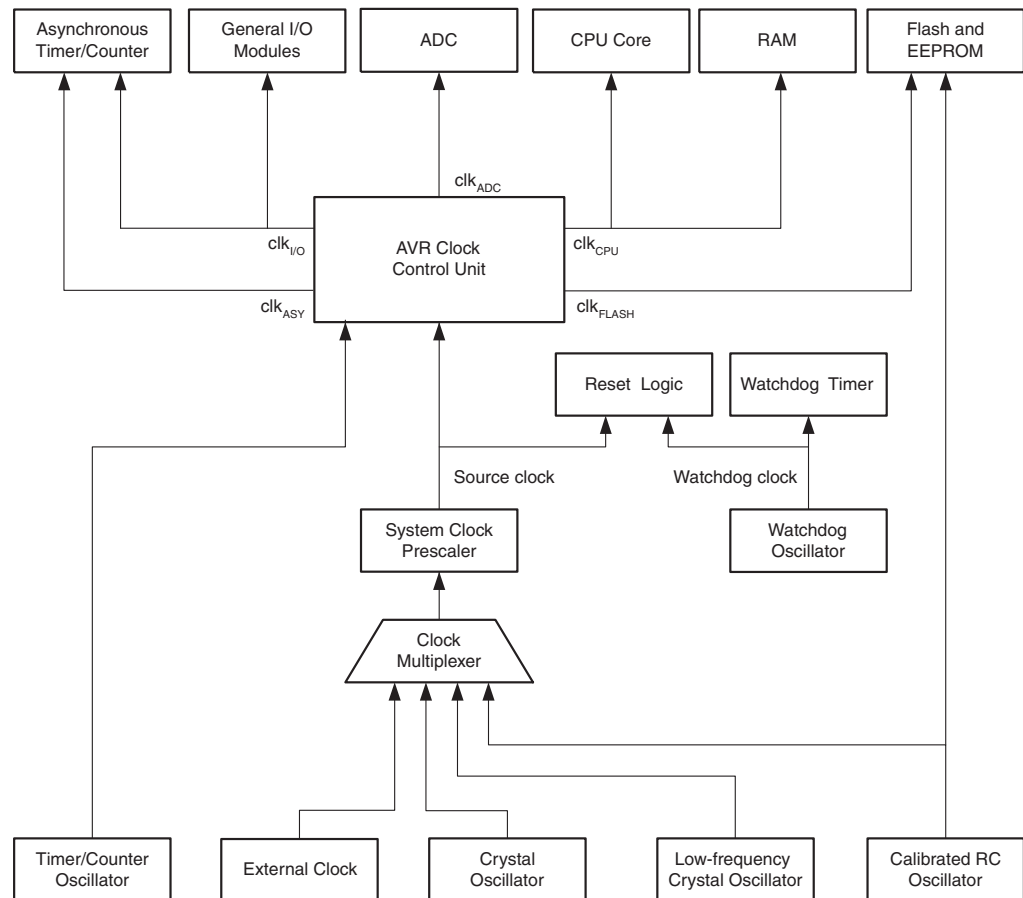 Asynchronous
Timer/Counter
General I/O
Modules
ADC
CPU Core
RAM
Flash and
EEPROM
clkADC
clkI/O
AVR Clock
Control Unit
clkCPU
clkASY
clkFLASH
Reset Logic
Watchdog Timer
Source clock
Watchdog clock
System Clock
Prescaler
Watchdog
Oscillator
Clock
Multiplexer
Timer/Counter
Oscillator
External Clock
Crystal
Oscillator
Low-frequency
Crystal Oscillator
Calibrated RC
Oscillator